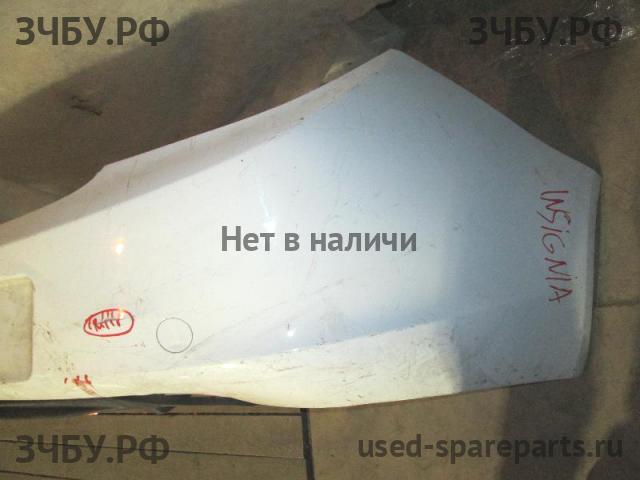 ЗЧБУ.РФ
ЗЧБУ.РФ
INSIGNIA
Нет в наличи
ЗЧБУ.РФ
used-spareparts.ru